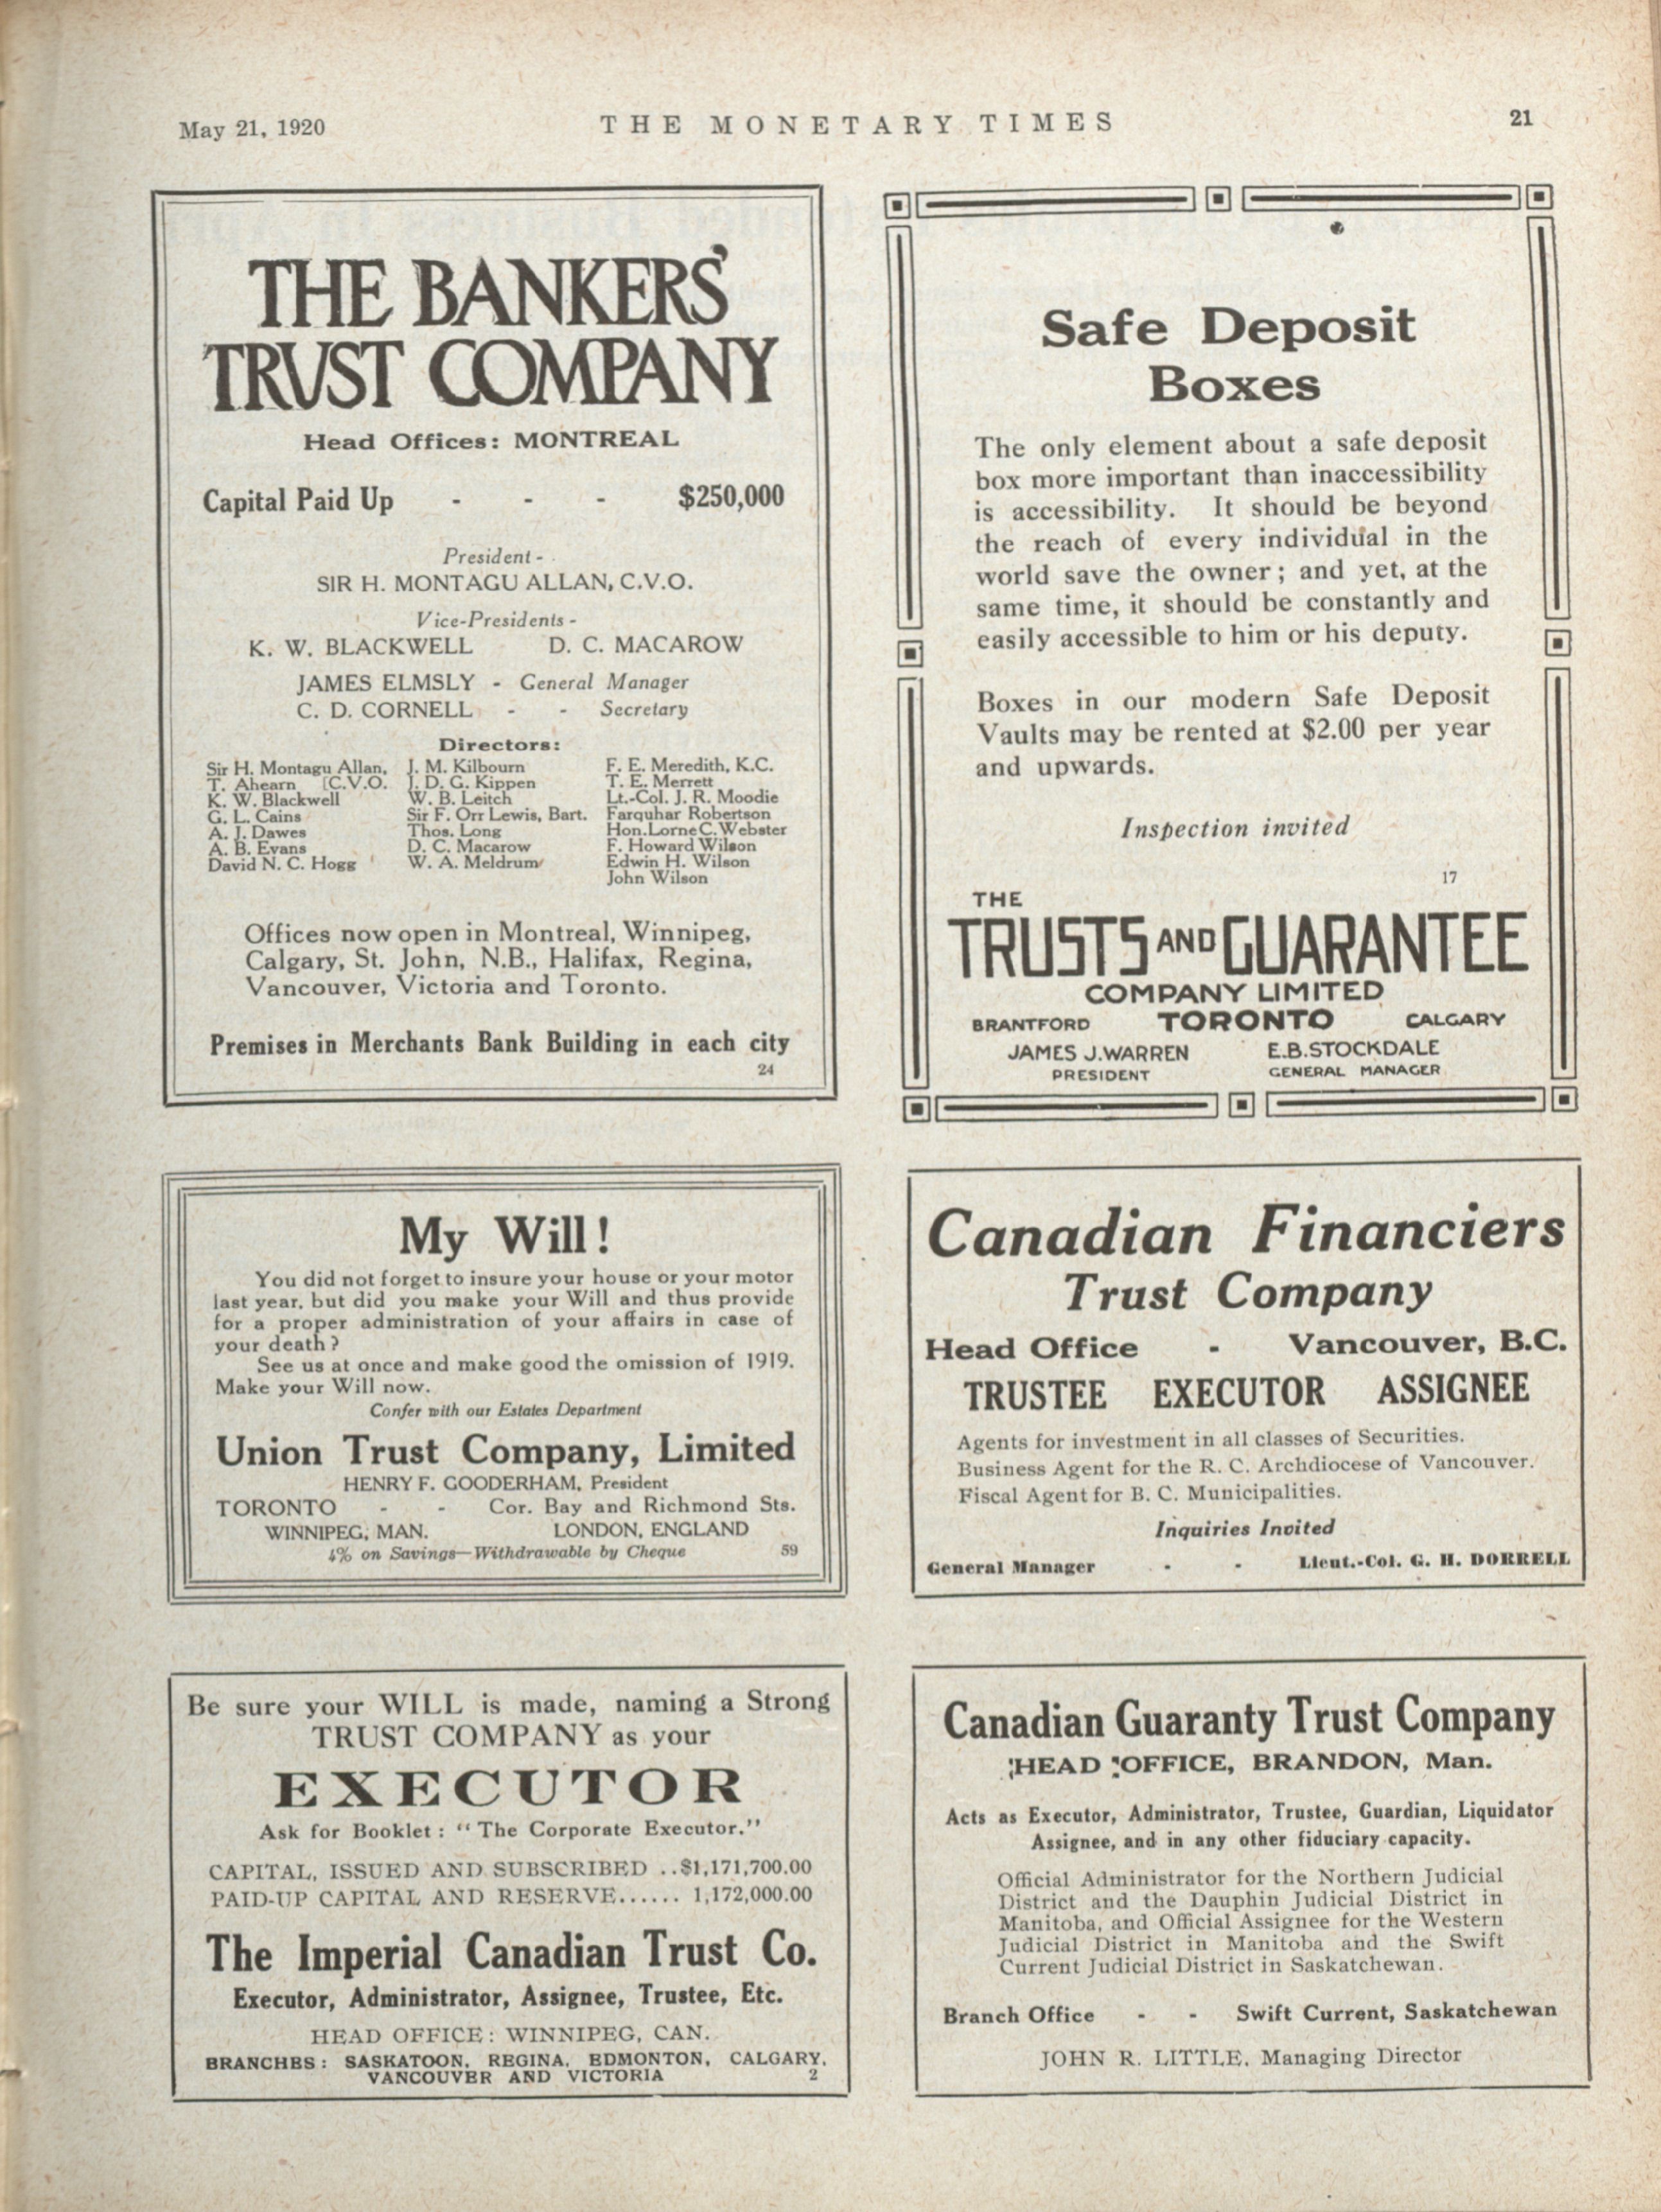 May 21, 1920
THE MONETARY TIMES
21
THE BANKERS'
TRVST COMPANY
Head Offices: MONTREAL
Capital Paid Up - - - $250,000
President -
SIR H. MONTAGU ALLAN, C.V.O.
Vice-Presidents -
K. W. BLACKWELL D. C. MACAROW
JAMES ELMSLY - General Manager
C. D. CORNELL - - Secretary
Directors:
Sir H. Montagu Allan, J. M. Kilbourn F. E. Meredith, K.C.
T. Ahearn [C.V.O. J. D. G. Kippen T. E. Merrett
K. W. Blackwell W. B. Leitch Lt.-Col. J. R. Moodie
G. L. Cains Sir F. Orr Lewis, Bart. Farquhar Robertson
A. J. Dawes Thos. Long Hon. Lorne C. Webster
A. B. Evans D. C. Macarow F. Howard Wilson
David N. C. Hogg W. A. Meldrum Edwin H. Wilson
John Wilson
Offices now open in Montreal, Winnipeg,
Calgary, St. John, N.B., Halifax, Regina,
Vancouver, Victoria and Toronto.
Premises in Merchants Bank Building in each city
24
Safe Deposit
Boxes
The only element about a safe deposit
box more important than inaccessibility
is accessibility. It should be beyond
the reach of every individual in the
world save the owner; and yet, at the
same time, it should be constantly and
easily accessible to him or his deputy.
Boxes in our modern Safe Deposit
Vaults may be rented at $2.00 per year
and upwards.
Inspection invited
17
THE
TRUSTS AND GUARANTEE
COMPANY LIMITED
BRANTFORD TORONTO CALGARY
JAMES J. WARREN E.B. STOCKDALE
PRESIDENT GENERAL MANAGER
My Will!
You did not forget to insure your house or your motor
last year, but did you make your Will and thus provide
for a proper administration of your affairs in case of
your death?
See us at once and make good the omission of 1919.
Make your Will now.
Confer with our Estates Department
Union Trust Company, Limited
HENRY F. GOODERHAM, President
TORONTO - - Cor. Bay and Richmond Sts.
WINNIPEG, MAN. LONDON, ENGLAND
4% on Savings—Withdrawable by Cheque 59
Canadian Financiers
Trust Company
Head Office - Vancouver, B.C.
TRUSTEE EXECUTOR ASSIGNEE
Agents for investment in all classes of Securities.
Business Agent for the R. C. Archdiocese of Vancouver.
Fiscal Agent for B. C. Municipalities.
Inquiries Invited
General Manager - - Lieut.-Col. G. H. DORRELL
Be sure your WILL is made, naming a Strong
TRUST COMPANY as your
EXECUTOR
Ask for Booklet: "The Corporate Executor."
CAPITAL, ISSUED AND SUBSCRIBED ..$1,171,700.00
PAID-UP CAPITAL AND RESERVE...... 1,172,000.00
The Imperial Canadian Trust Co.
Executor, Administrator, Assignee, Trustee, Etc.
HEAD OFFICE: WINNIPEG, CAN.
BRANCHES: SASKATOON, REGINA, EDMONTON, CALGARY,
VANCOUVER AND VICTORIA 2
Canadian Guaranty Trust Company
HEAD OFFICE, BRANDON, Man.
Acts as Executor, Administrator, Trustee, Guardian, Liquidator
Assignee, and in any other fiduciary capacity.
Official Administrator for the Northern Judicial
District and the Dauphin Judicial District in
Manitoba, and Official Assignee for the Western
Judicial District in Manitoba and the Swift
Current Judicial District in Saskatchewan.
Branch Office - - Swift Current, Saskatchewan
JOHN R. LITTLE, Managing Director